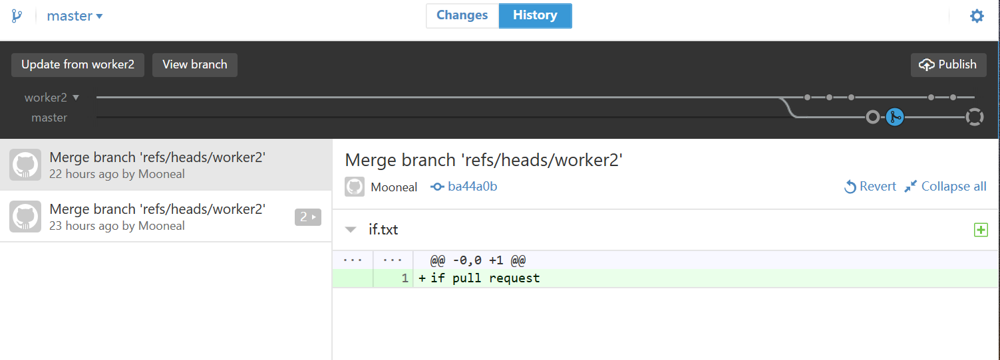 master
Changes History
Update from worker2 View branch
Publish
worker2
master
Merge branch 'refs/heads/worker2'
22 hours ago by Mooneal
Merge branch 'refs/heads/worker2'
23 hours ago by Mooneal
2
Merge branch 'refs/heads/worker2'
Mooneal ba44a0b Revert Collapse all
if.txt
... ... @@ -0,0 +1 @@
1 + if pull request